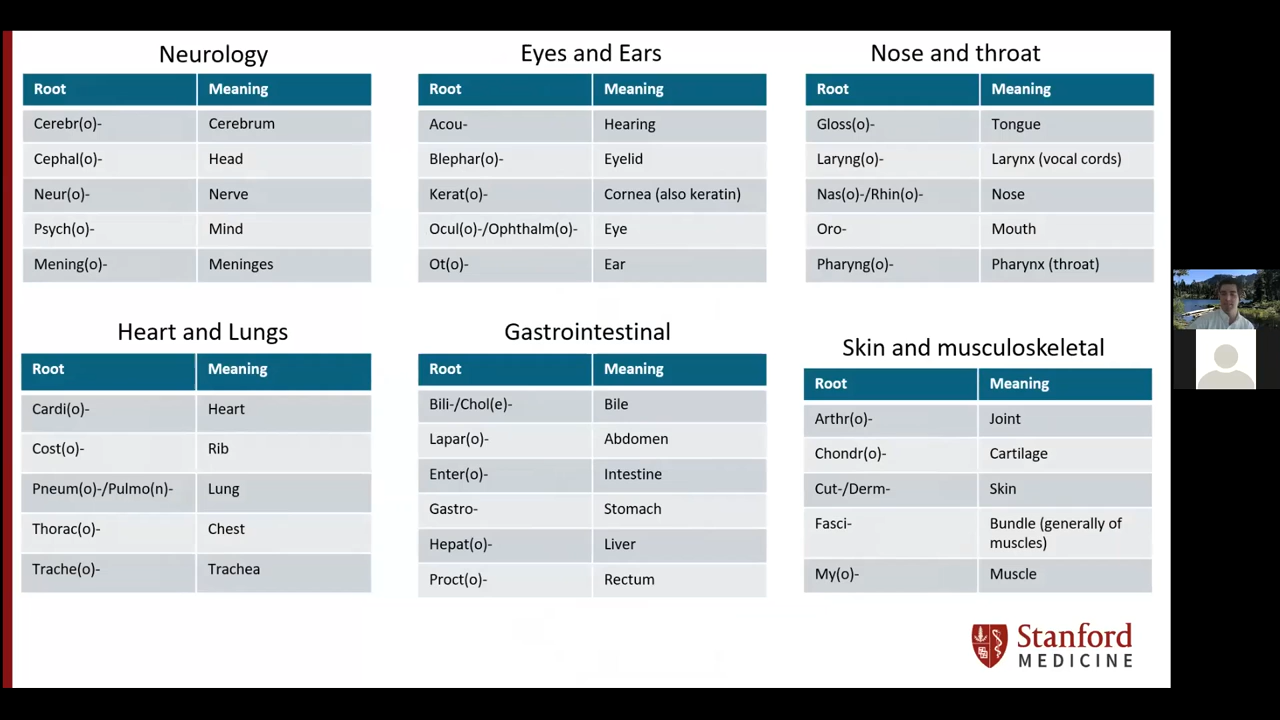 Neurology
Root Meaning
Cerebr(o)- Cerebrum
Cephal(o)- Head
Neur(o)- Nerve
Psych(o)- Mind
Mening(o)- Meninges
Eyes and Ears
Root Meaning
Acou- Hearing
Blephar(o)- Eyelid
Kerat(o)- Cornea (also keratin)
Ocul(o)-/Ophthalm(o)- Eye
Ot(o)- Ear
Nose and throat
Root Meaning
Gloss(o)- Tongue
Laryng(o)- Larynx (vocal cords)
Nas(o)-/Rhin(o)- Nose
Oro- Mouth
Pharyng(o)- Pharynx (throat)
Heart and Lungs
Root Meaning
Cardi(o)- Heart
Cost(o)- Rib
Pneum(o)-/Pulmo(n)- Lung
Thorac(o)- Chest
Trache(o)- Trachea
Gastrointestinal
Root Meaning
Bili-/Chol(e)- Bile
Lapar(o)- Abdomen
Enter(o)- Intestine
Gastro- Stomach
Hepat(o)- Liver
Proct(o)- Rectum
Skin and musculoskeletal
Root Meaning
Arthr(o)- Joint
Chondr(o)- Cartilage
Cut-/Derm- Skin
Fasci- Bundle (generally of
muscles)
My(o)- Muscle
Stanford
MEDICINE